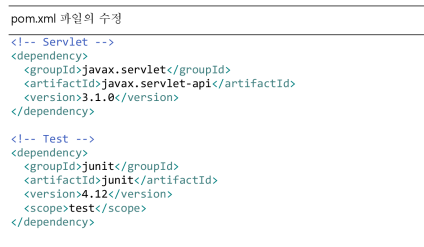 pom.xml 파일의 수정
<!-- Servlet -->
<dependency>
  <groupId>javax.servlet</groupId>
  <artifactId>javax.servlet-api</artifactId>
  <version>3.1.0</version>
</dependency>

<!-- Test -->
<dependency>
  <groupId>junit</groupId>
  <artifactId>junit</artifactId>
  <version>4.12</version>
  <scope>test</scope>
</dependency>